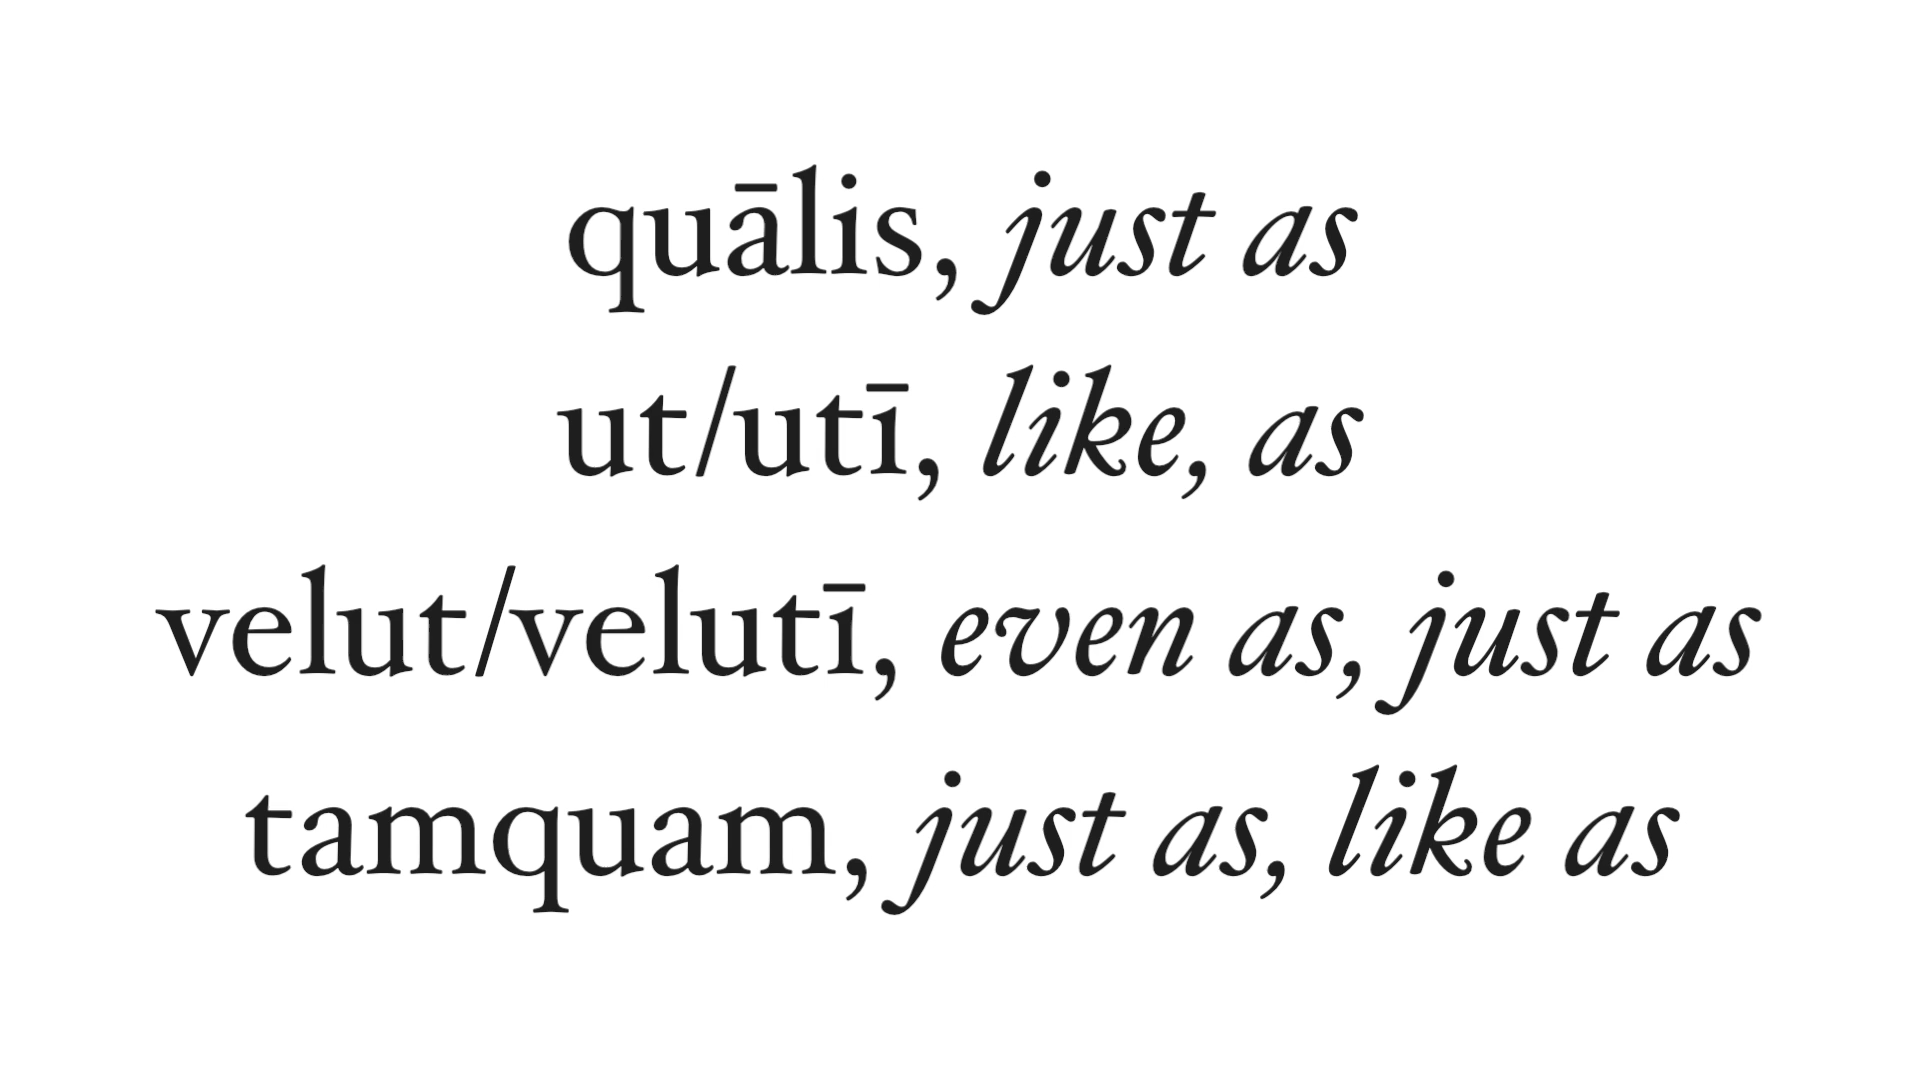 quālis, just as
ut/utī, like, as
velut/velutī, even as, just as
tamquam, just as, like as